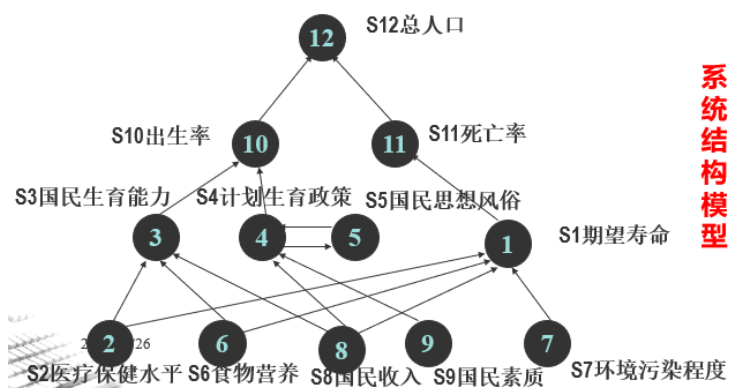 12
S12总人口
系统结构模型
S10出生率
10
11
S11死亡率
S3国民生育能力
S4计划生育政策
S5国民思想风俗
3
4
5
1
S1期望寿命
2
6
8
9
7
/26
S2医疗保健水平
S6食物营养
S8国民收入
S9国民素质
S7环境污染程度